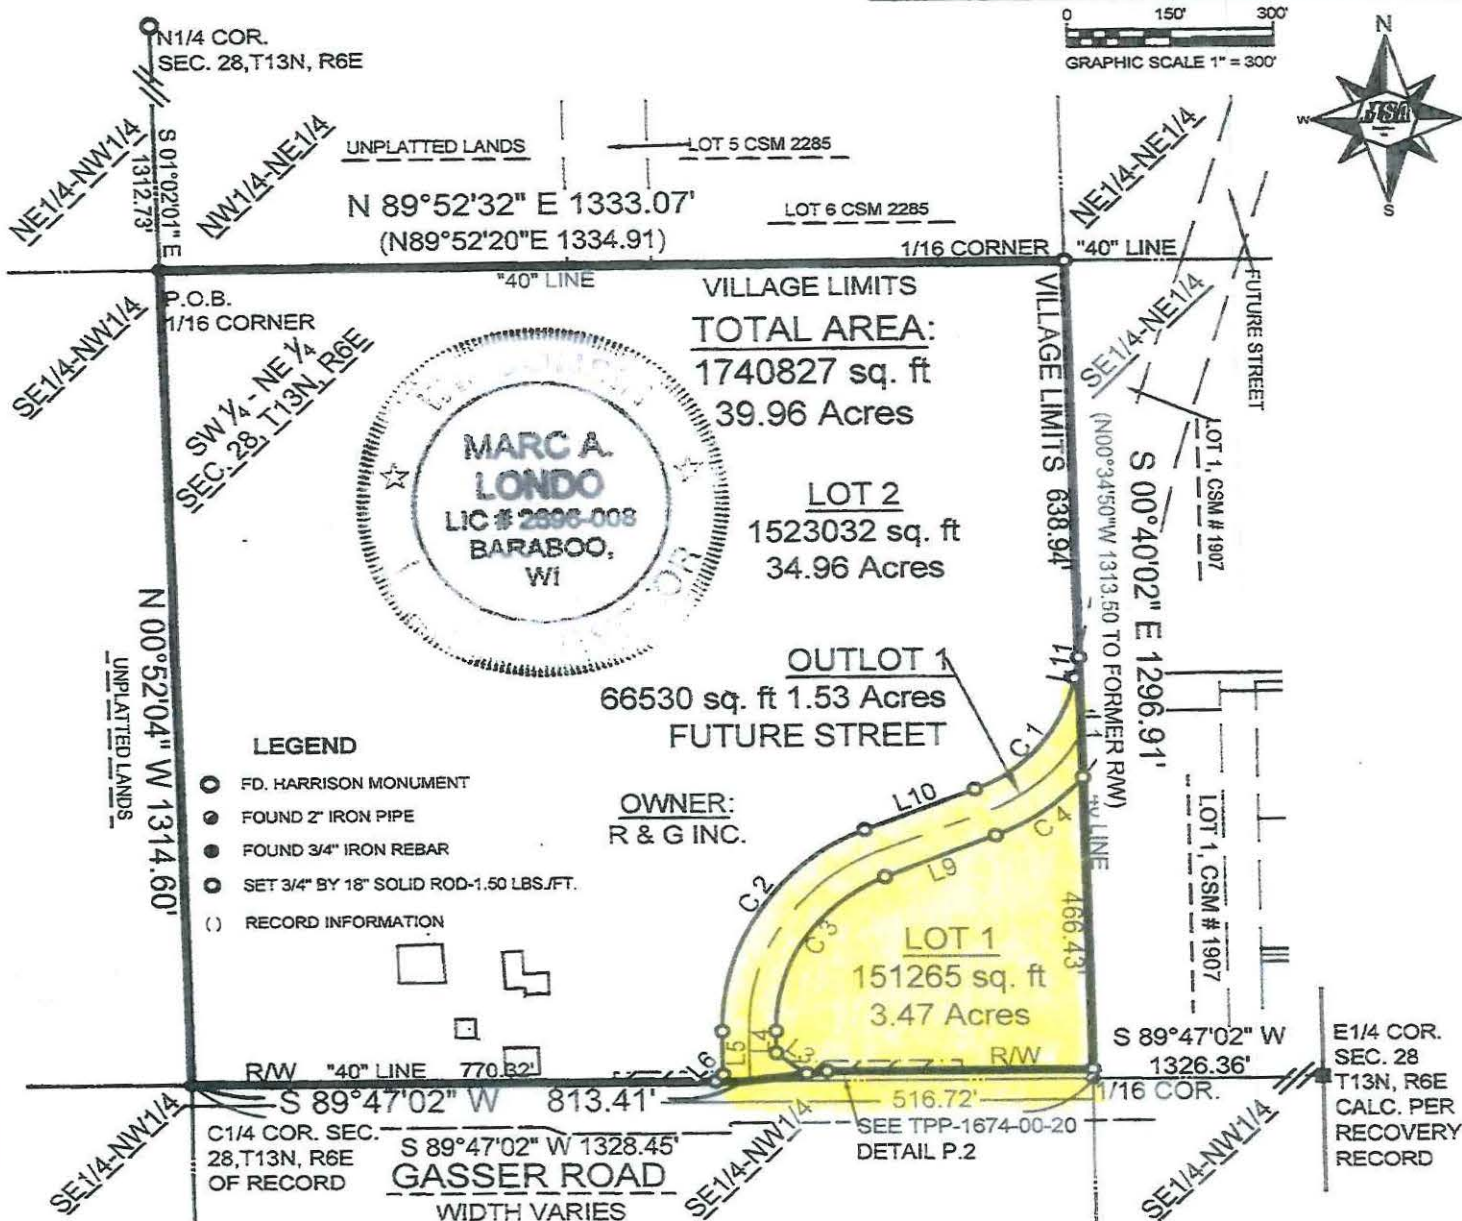 0 150' 300'
GRAPHIC SCALE 1" = 300'
N
W
S
N1/4 COR.
SEC. 28,T13N, R6E
S 01°02'01" E
1312.73'
NE1/4-NW1/4
NW1/4-NE1/4
UNPLATTED LANDS
LOT 5 CSM 2285
NE1/4-NE1/4
N 89°52'32" E 1333.07'
(N89°52'20"E 1334.91)
LOT 6 CSM 2285
1/16 CORNER
"40" LINE
"40" LINE
P.O.B.
1/16 CORNER
SE1/4-NW1/4
SW 1/4 - NE 1/4
SEC. 28, T13N, R6E
VILLAGE LIMITS
TOTAL AREA:
1740827 sq. ft
39.96 Acres
VILLAGE LIMITS 638.94'
SE1/4-NE1/4
FUTURE STREET
LOT 1, CSM # 1907
(N00°34'50"W 1313.50 TO FORMER R/W)
S 00°40'02" E 1296.91'
MARC A.
LONDO
LIC # 2696-008
BARABOO,
WI
LOT 2
1523032 sq. ft
34.96 Acres
N 00°52'04" W 1314.60'
UNPLATTED LANDS
OUTLOT 1
66530 sq. ft 1.53 Acres
FUTURE STREET
L11
C 1
L10
C 2
C 3
L9
C 4
LEGEND
FD. HARRISON MONUMENT
FOUND 2" IRON PIPE
FOUND 3/4" IRON REBAR
SET 3/4" BY 18" SOLID ROD-1.50 LBS./FT.
() RECORD INFORMATION
OWNER:
R & G INC.
LINE
466.43'
LOT 1, CSM # 1907
LOT 1
151265 sq. ft
3.47 Acres
L6
L5
L4
L3
R/W
"40" LINE
770.32'
R/W
S 89°47'02" W
1326.36'
S 89°47'02" W 813.41'
516.72'
1/16 COR.
E1/4 COR.
SEC. 28
T13N, R6E
CALC. PER
RECOVERY
RECORD
C1/4 COR. SEC.
28,T13N, R6E
OF RECORD
S 89°47'02" W 1328.45'
GASSER ROAD
WIDTH VARIES
SEE TPP-1674-00-20
DETAIL P.2
SE1/4-NW1/4
SE1/4-NW1/4
SE1/4-NW1/4